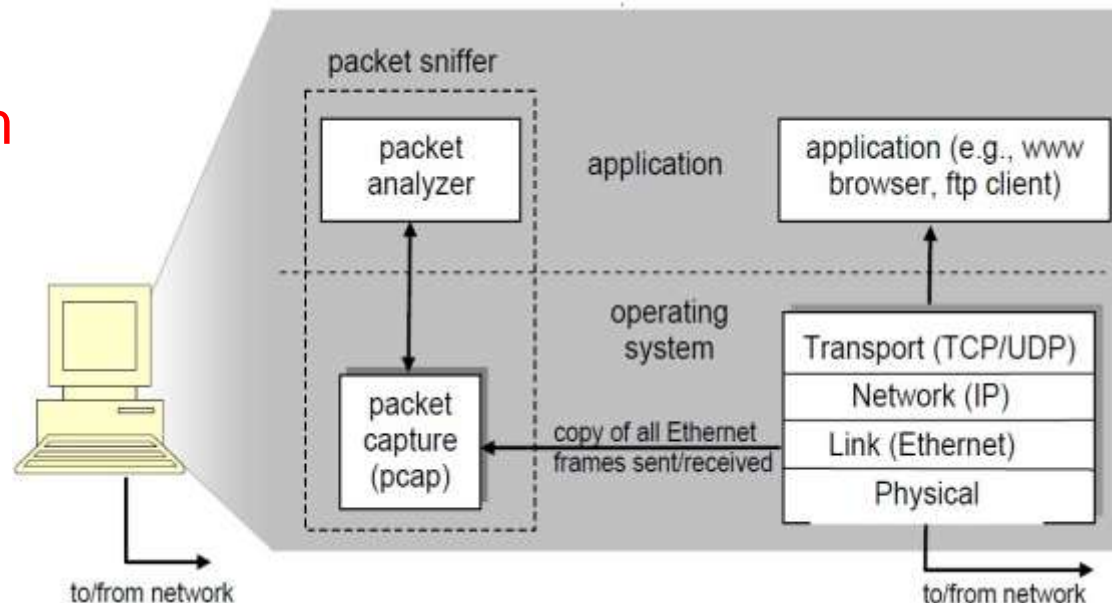 packet sniffer
n
packet
analyzer
application
application (e.g., www
browser, ftp client)
operating
system
packet
capture
(pcap)
copy of all Ethernet
frames sent/received
Transport (TCP/UDP)
Network (IP)
Link (Ethernet)
Physical
to/from network
to/from network